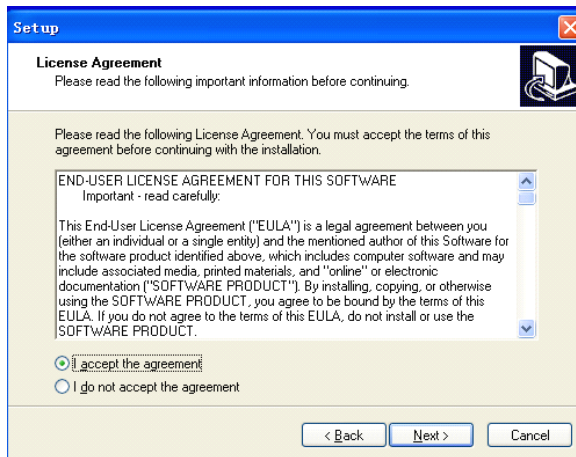 Setup
License Agreement
Please read the following important information before continuing.
Please read the following License Agreement. You must accept the terms of this
agreement before continuing with the installation.
END-USER LICENSE AGREEMENT FOR THIS SOFTWARE
Important - read carefully:
This End-User License Agreement ("EULA") is a legal agreement between you
(either an individual or a single entity) and the mentioned author of this Software for
the software product identified above, which includes computer software and may
include associated media, printed materials, and "online" or electronic
documentation ("SOFTWARE PRODUCT"). By installing, copying, or otherwise
using the SOFTWARE PRODUCT, you agree to be bound by the terms of this
EULA. If you do not agree to the terms of this EULA, do not install or use the
SOFTWARE PRODUCT.
I accept the agreement
I do not accept the agreement
< Back Next > Cancel